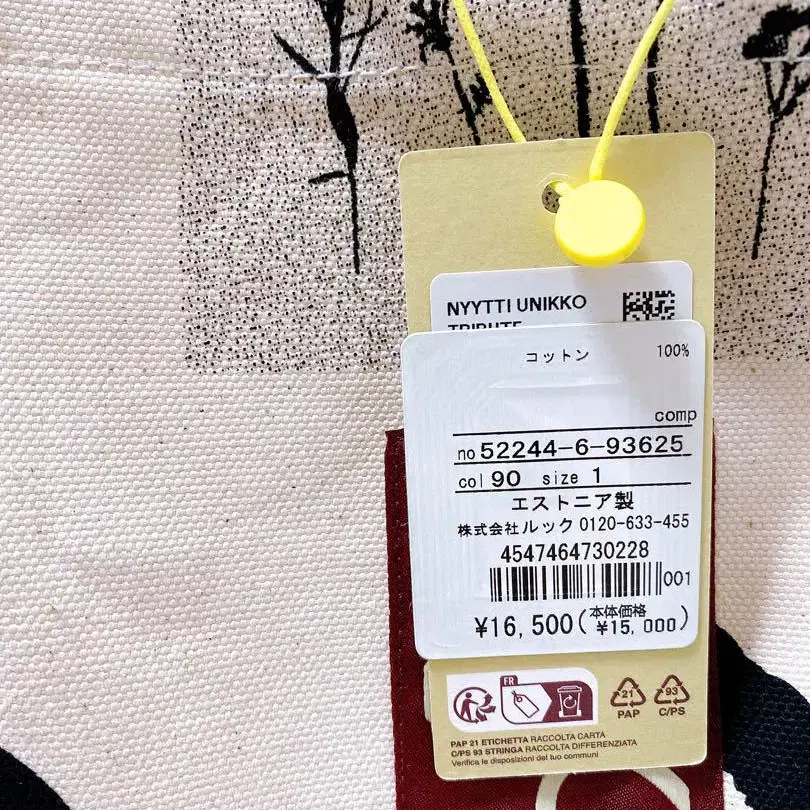 NYYTTI UNIKKO
TRIBUTE
コットン 100%
comp
no 52244-6-93625
col 90 size 1
エストニア製
株式会社ルック 0120-633-455
4547464730228
001
¥16,500(本体価格 ¥15,000)
FR
21
PAP
93
C/PS
PAP 21 ETICHETTA RACCOLTA CARTA
C/PS 93 STRINGA RACCOLTA DIFFERENZIATA
Verifica le disposizioni del tuo comune